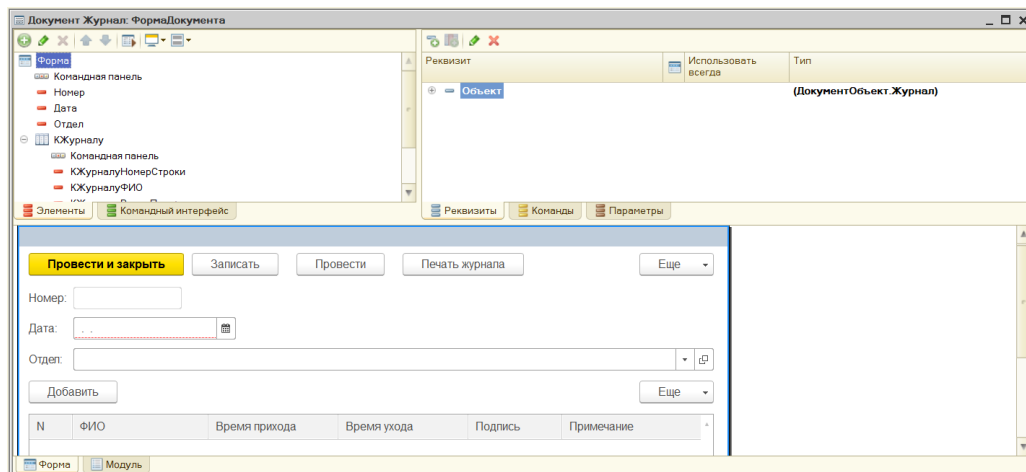 Документ Журнал: ФормаДокумента
Форма
Командная панель
Номер
Дата
Отдел
КЖурналу
Командная панель
КЖурналуНомерСтроки
КЖурналуФИО
Элементы Командный интерфейс
Реквизит Использовать всегда Тип
Объект (ДокументОбъект.Журнал)
Реквизиты Команды Параметры
Провести и закрыть Записать Провести Печать журнала Еще
Номер:
Дата: . .
Отдел:
Добавить Еще
N ФИО Время прихода Время ухода Подпись Примечание
Форма Модуль